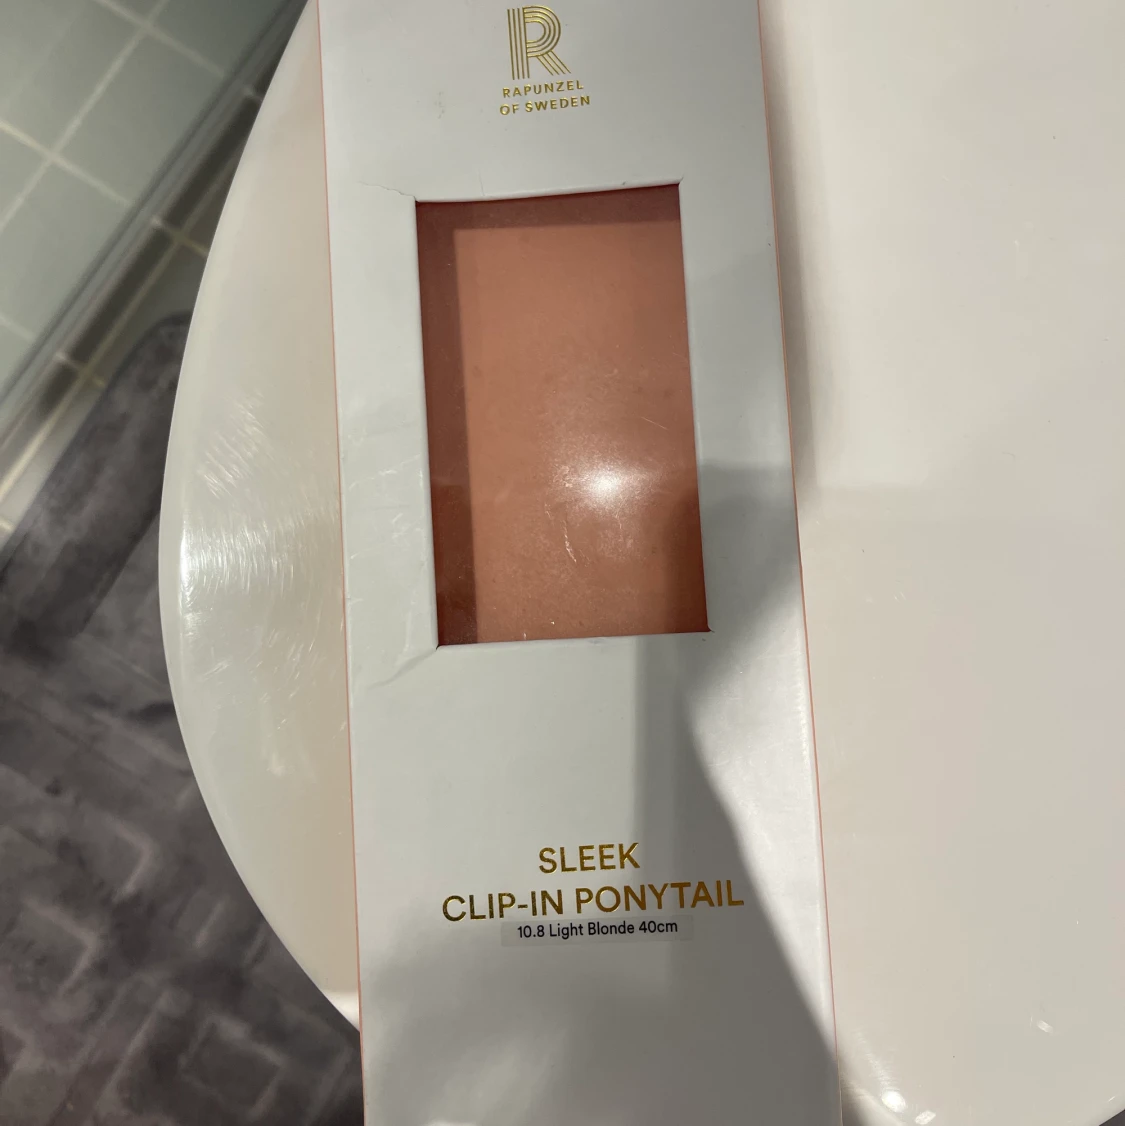 R
RAPUNZEL
OF SWEDEN
SLEEK
CLIP-IN PONYTAIL
10.8 Light Blonde 40cm